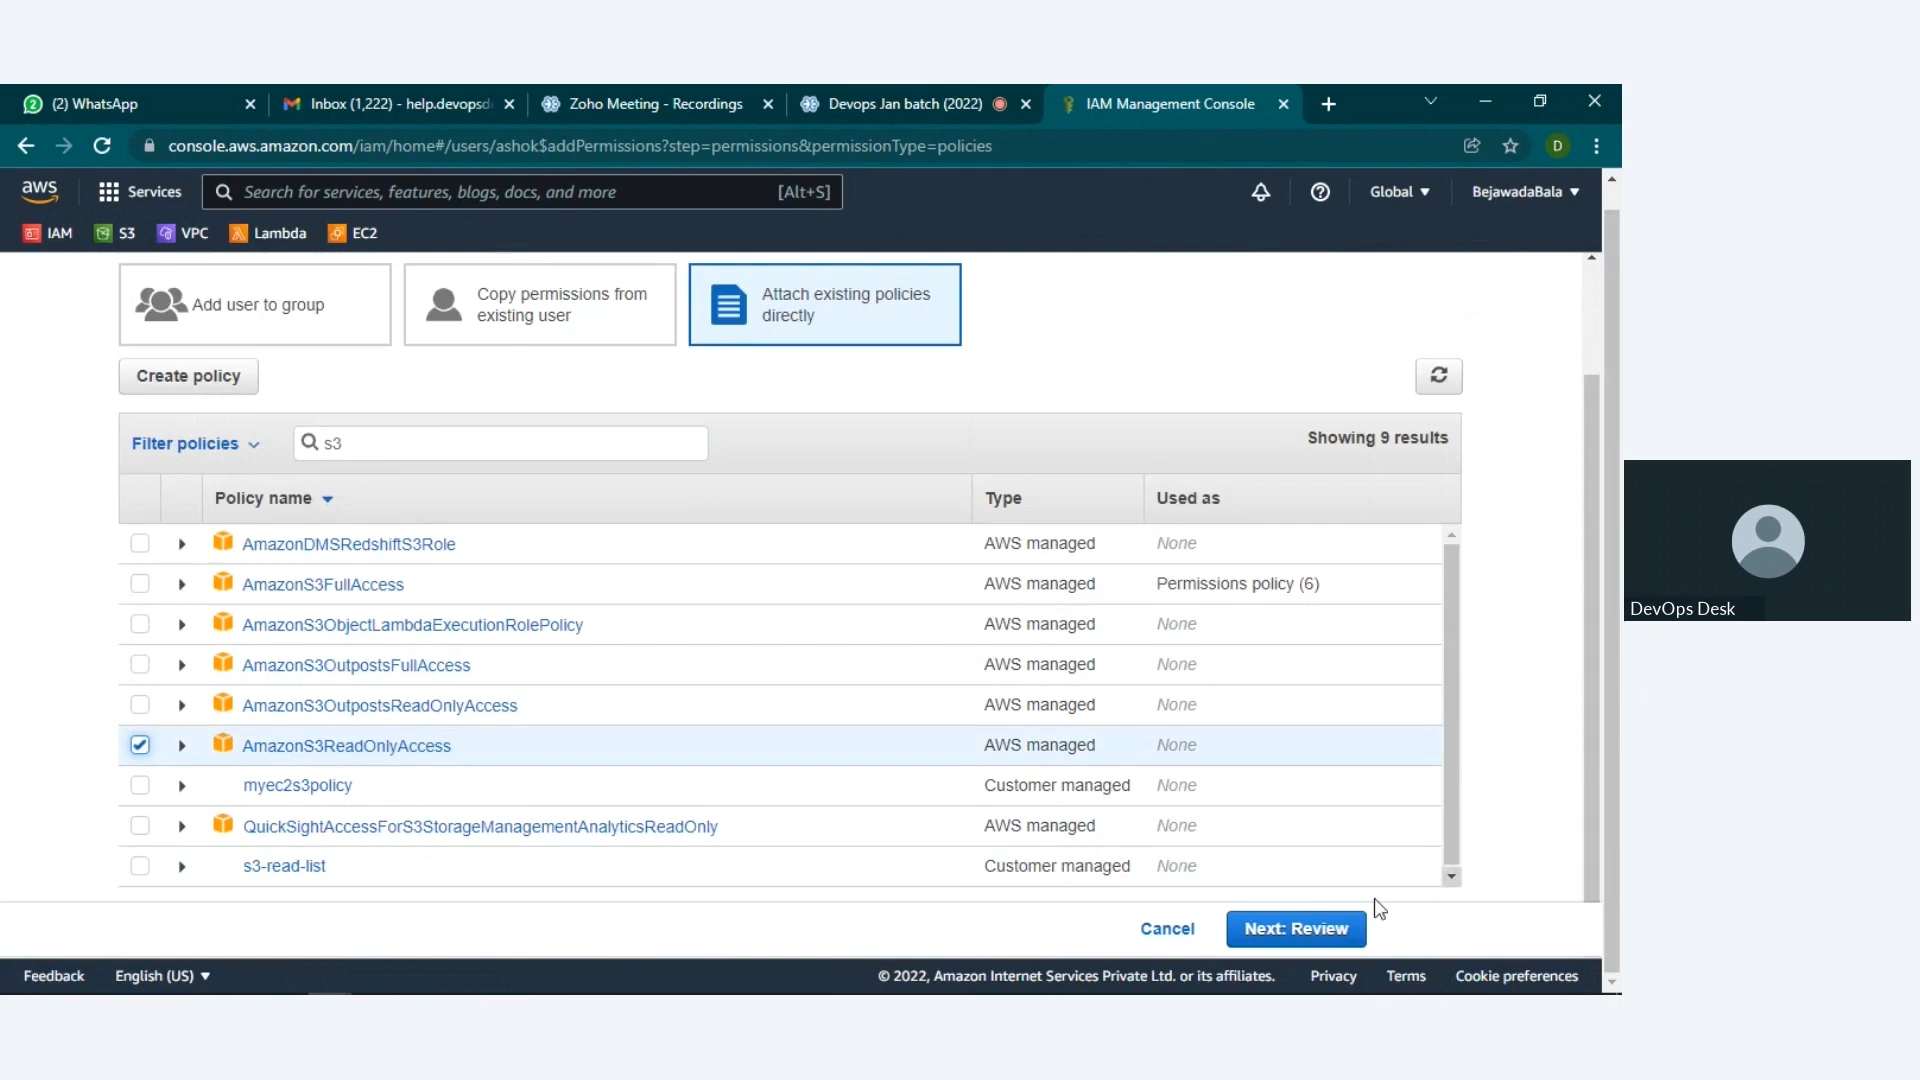 (2) WhatsApp
Inbox (1,222) - help.devopsd
Zoho Meeting - Recordings
Devops Jan batch (2022)
IAM Management Console
console.aws.amazon.com/iam/home#/users/ashok$addPermissions?step=permissions&permissionType=policies
D
aws
Services
Search for services, features, blogs, docs, and more
[Alt+S]
Global
BejawadaBala
IAM
S3
VPC
Lambda
EC2
Add user to group
Copy permissions from
existing user
Attach existing policies
directly
Create policy
Filter policies
s3
Showing 9 results
Policy name
Type
Used as
AmazonDMSRedshiftS3Role
AWS managed
None
AmazonS3FullAccess
AWS managed
Permissions policy (6)
AmazonS3ObjectLambdaExecutionRolePolicy
AWS managed
None
AmazonS3OutpostsFullAccess
AWS managed
None
AmazonS3OutpostsReadOnlyAccess
AWS managed
None
AmazonS3ReadOnlyAccess
AWS managed
None
myec2s3policy
Customer managed
None
QuickSightAccessForS3StorageManagementAnalyticsReadOnly
AWS managed
None
s3-read-list
Customer managed
None
Cancel
Next: Review
Feedback
English (US)
© 2022, Amazon Internet Services Private Ltd. or its affiliates.
Privacy
Terms
Cookie preferences
DevOps Desk